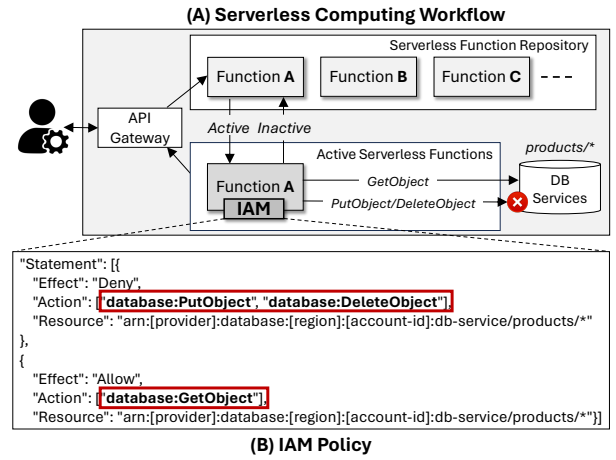 (A) Serverless Computing Workflow
Serverless Function Repository
Function A
Function B
Function C
API
Gateway
Active Inactive
products/*
Active Serverless Functions
Function A
IAM
GetObject
PutObject/DeleteObject
DB
Services
"Statement": [{
"Effect": "Deny",
"Action": ["database:PutObject", "database:DeleteObject"],
"Resource": "arn:[provider]:database:[region]:[account-id]:db-service/products/*"
},
{
"Effect": "Allow",
"Action": ["database:GetObject"],
"Resource": "arn:[provider]:database:[region]:[account-id]:db-service/products/*"}]
(B) IAM Policy